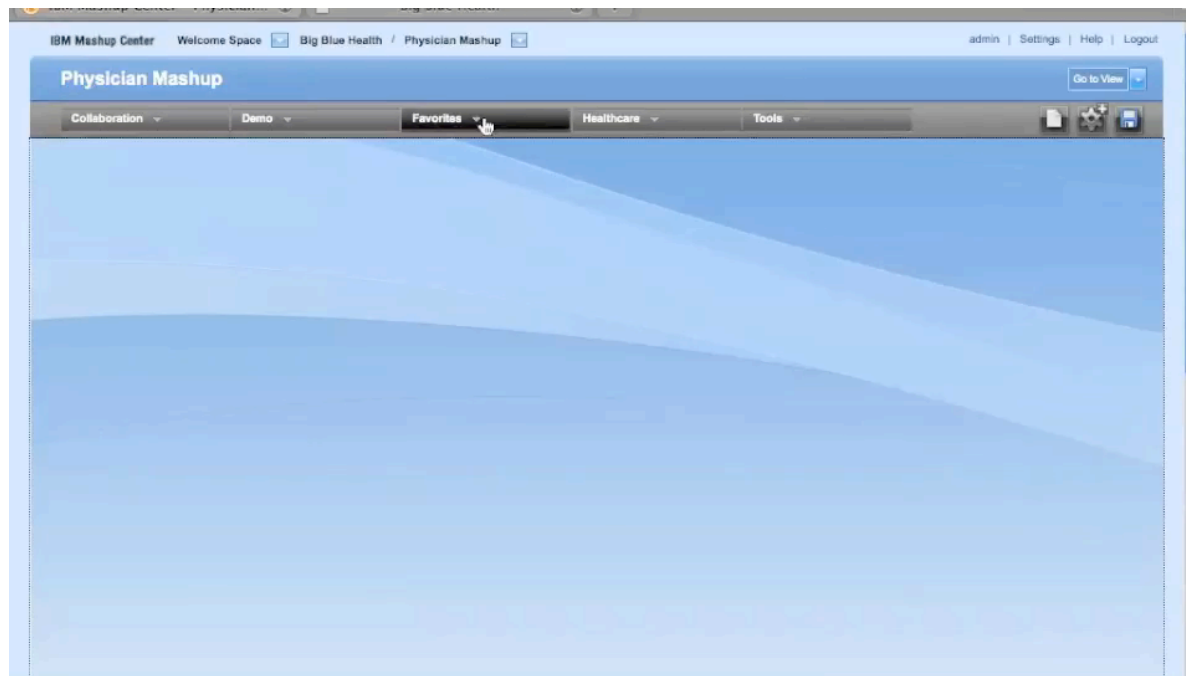 IBM Mashup Center Welcome Space Big Blue Health / Physician Mashup admin | Settings | Help | Logout
Physician Mashup Go to View
Collaboration Demo Favorites Healthcare Tools